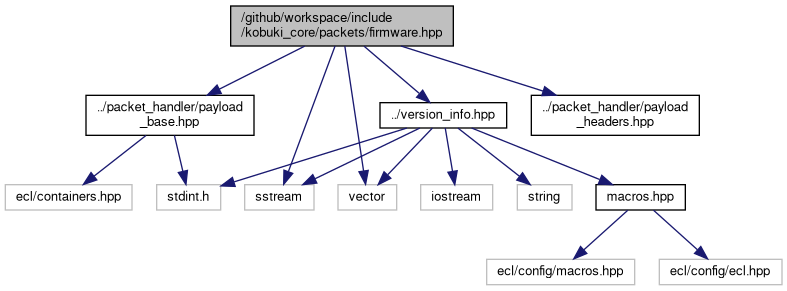 /github/workspace/include
/kobuki_core/packets/firmware.hpp
../packet_handler/payload
_base.hpp
../version_info.hpp
../packet_handler/payload
_headers.hpp
ecl/containers.hpp
stdint.h
sstream
vector
iostream
string
macros.hpp
ecl/config/macros.hpp
ecl/config/ecl.hpp